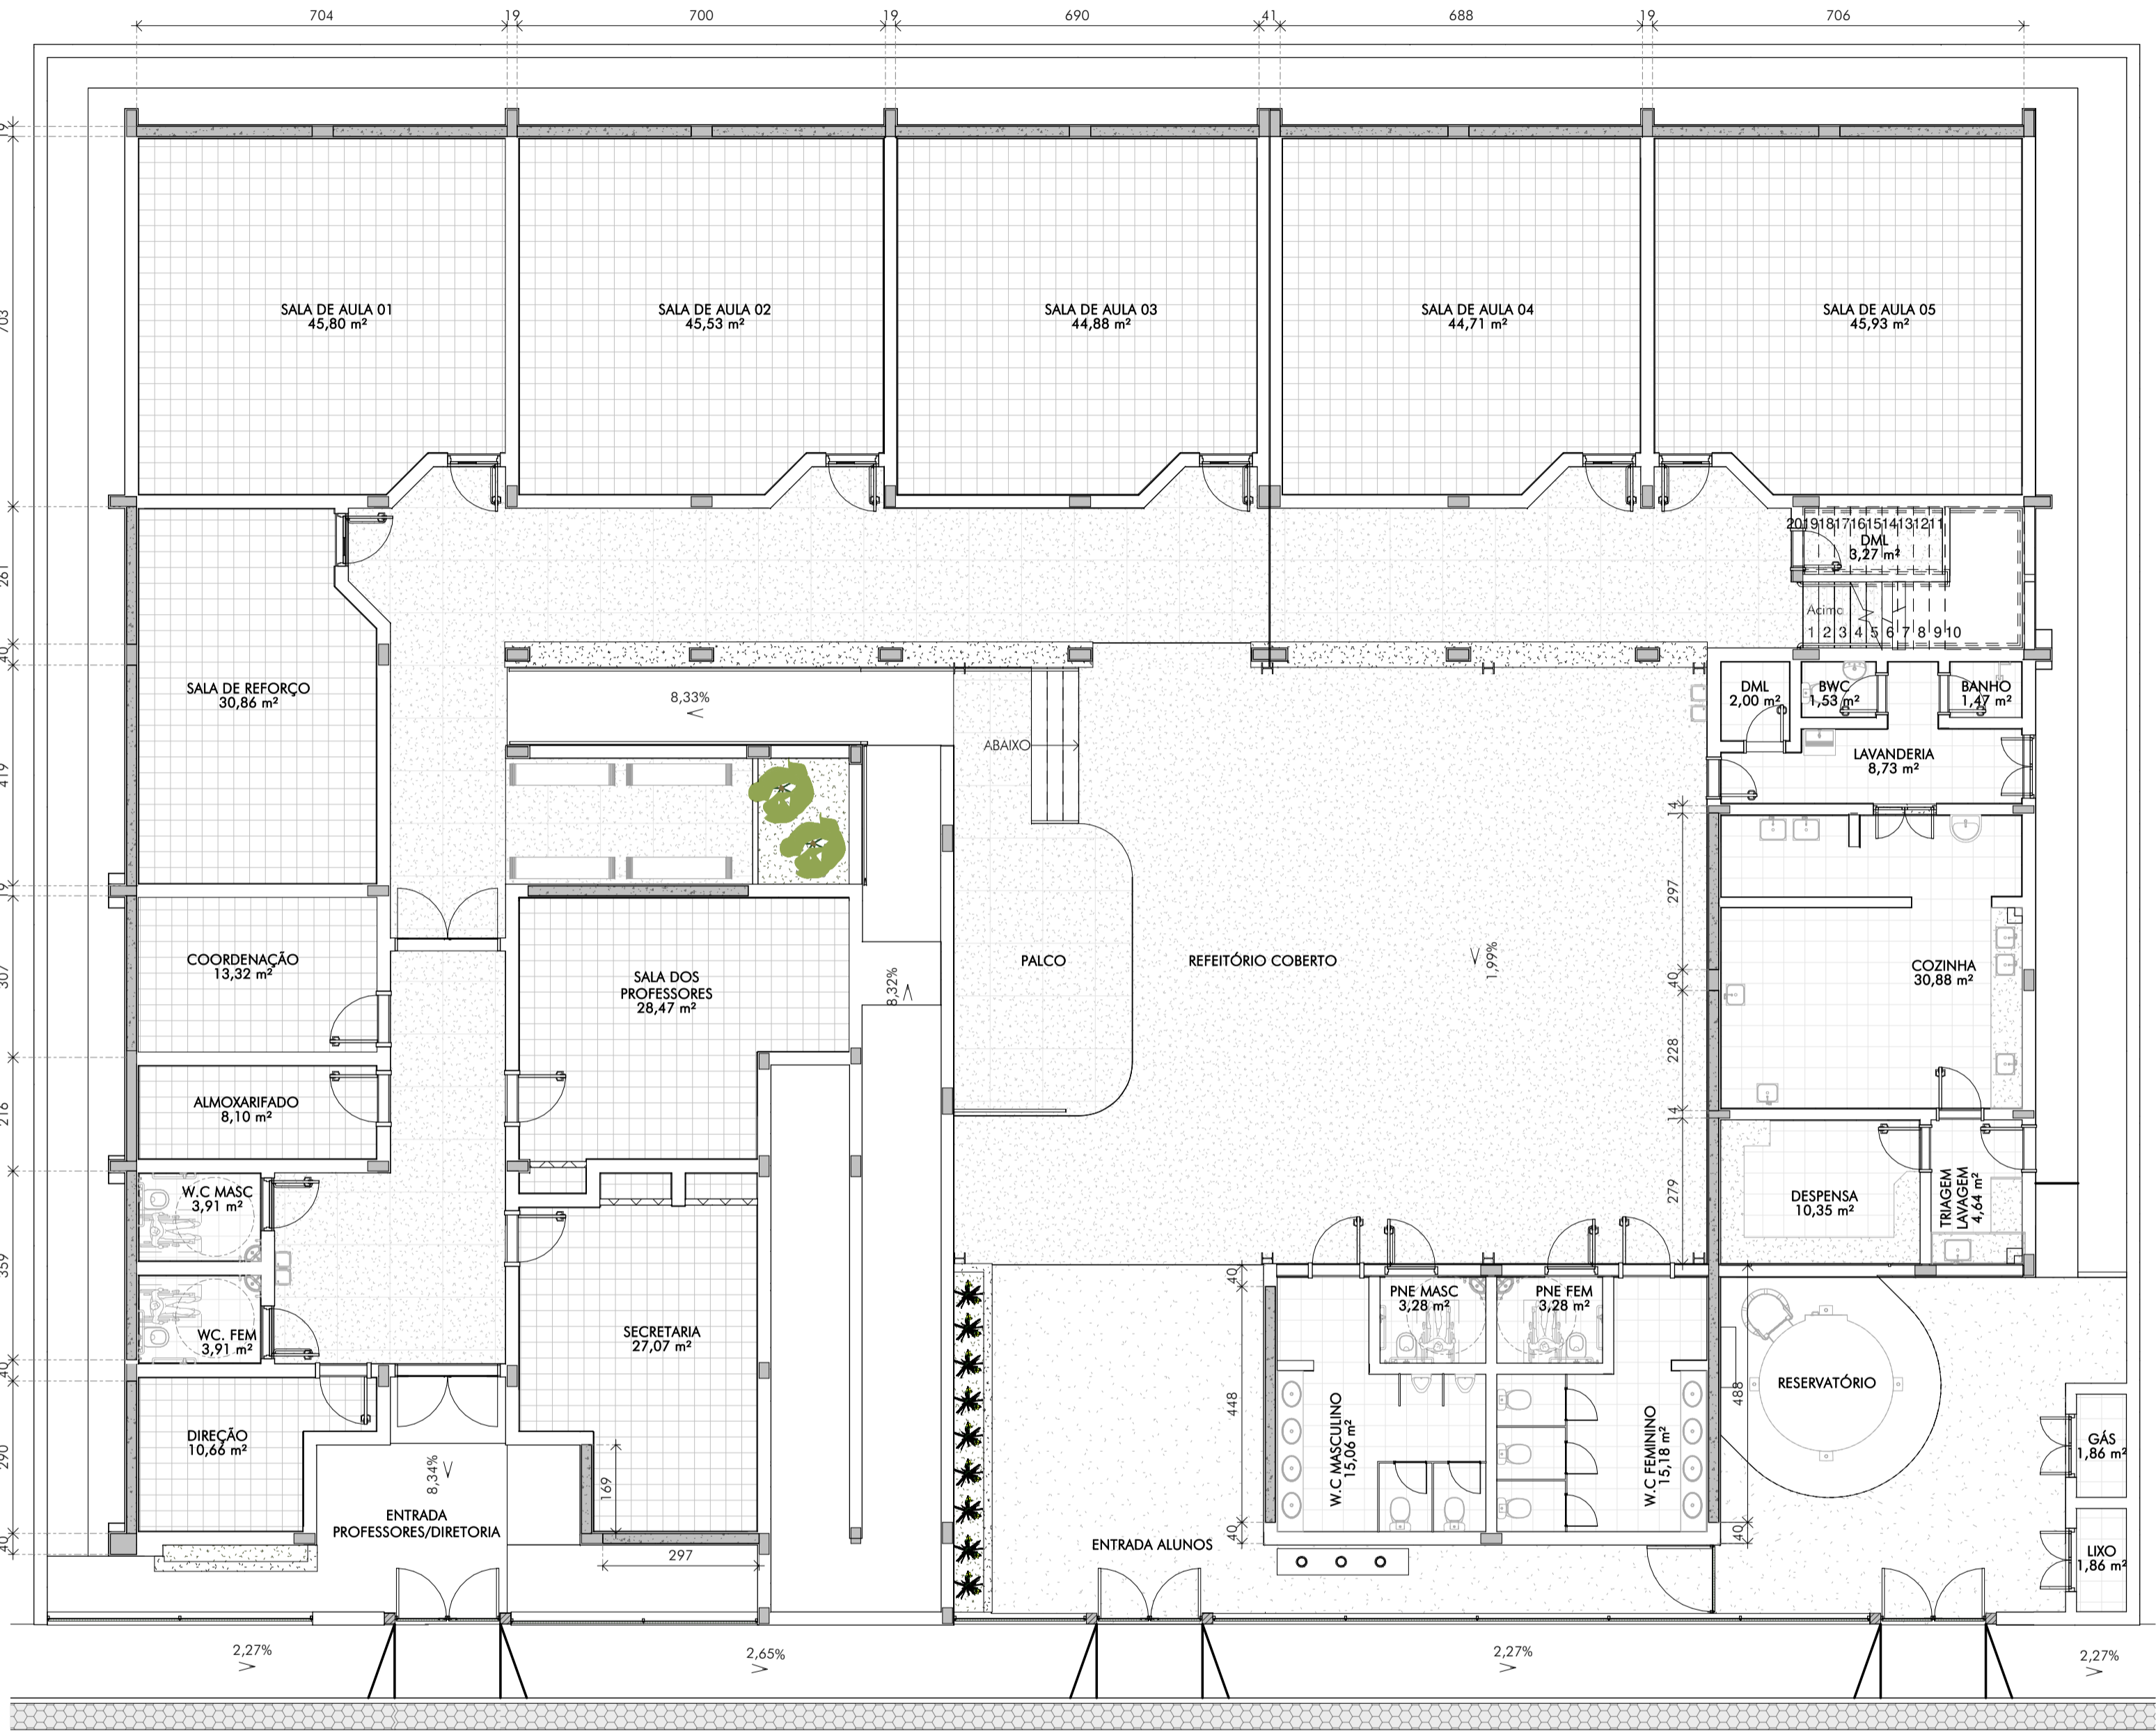 704 19 700 19 690 41 688 19 706
19
703
261
40
419
19
307
216
359
40
290
40
SALA DE AULA 01
45,80 m²
SALA DE AULA 02
45,53 m²
SALA DE AULA 03
44,88 m²
SALA DE AULA 04
44,71 m²
SALA DE AULA 05
45,93 m²
20 19 18 17 16 15 14 13 12 11
DML
3,27 m²
Acima
1 2 3 4 5 6 7 8 9 10
SALA DE REFORÇO
30,86 m²
8,33%
ABAIXO
DML
2,00 m²
BWC
1,53 m²
BANHO
1,47 m²
LAVANDERIA
8,73 m²
14
297
40
228
14
279
COORDENAÇÃO
13,32 m²
SALA DOS
PROFESSORES
28,47 m²
8,32%
PALCO
REFEITÓRIO COBERTO
1,99%
COZINHA
30,88 m²
ALMOXARIFADO
8,10 m²
W.C MASC
3,91 m²
WC. FEM
3,91 m²
DESPENSA
10,35 m²
TRIAGEM
LAVAGEM
4,64 m²
SECRETARIA
27,07 m²
PNE MASC
3,28 m²
PNE FEM
3,28 m²
40
448
40
W.C MASCULINO
15,06 m²
W.C FEMININO
15,18 m²
488
40
RESERVATÓRIO
DIREÇÃO
10,66 m²
8,34%
169
297
ENTRADA
PROFESSORES/DIRETORIA
ENTRADA ALUNOS
GÁS
1,86 m²
LIXO
1,86 m²
2,27%
2,65%
2,27%
2,27%